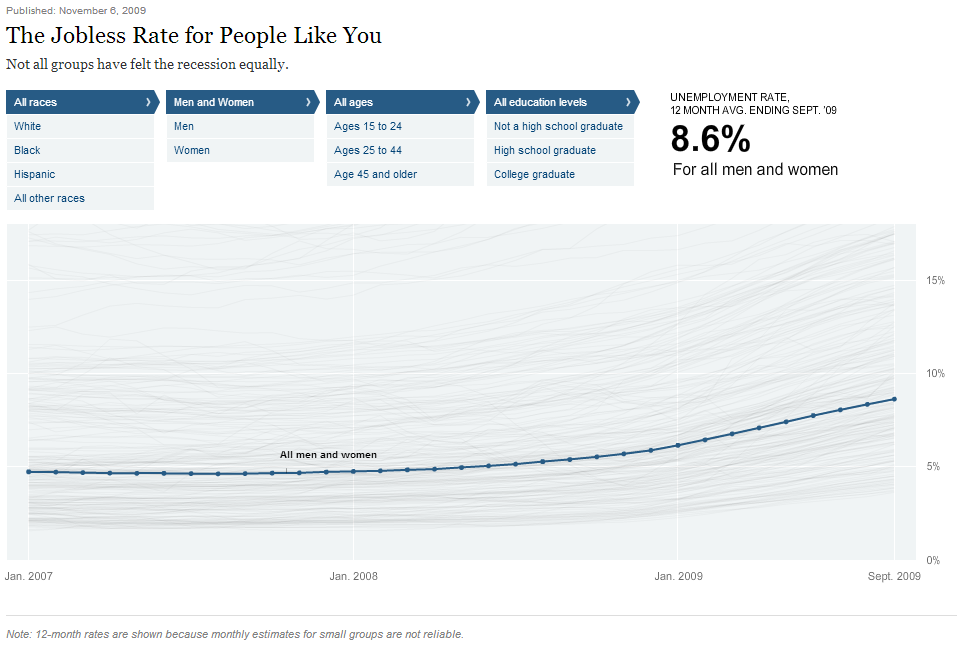 Published: November 6, 2009
The Jobless Rate for People Like You
Not all groups have felt the recession equally.
All races
White
Black
Hispanic
All other races
Men and Women
Men
Women
All ages
Ages 15 to 24
Ages 25 to 44
Age 45 and older
All education levels
Not a high school graduate
High school graduate
College graduate
UNEMPLOYMENT RATE,
12 MONTH AVG. ENDING SEPT. '09
8.6%
For all men and women
15%
10%
All men and women
5%
0%
Jan. 2007
Jan. 2008
Jan. 2009
Sept. 2009
Note: 12-month rates are shown because monthly estimates for small groups are not reliable.